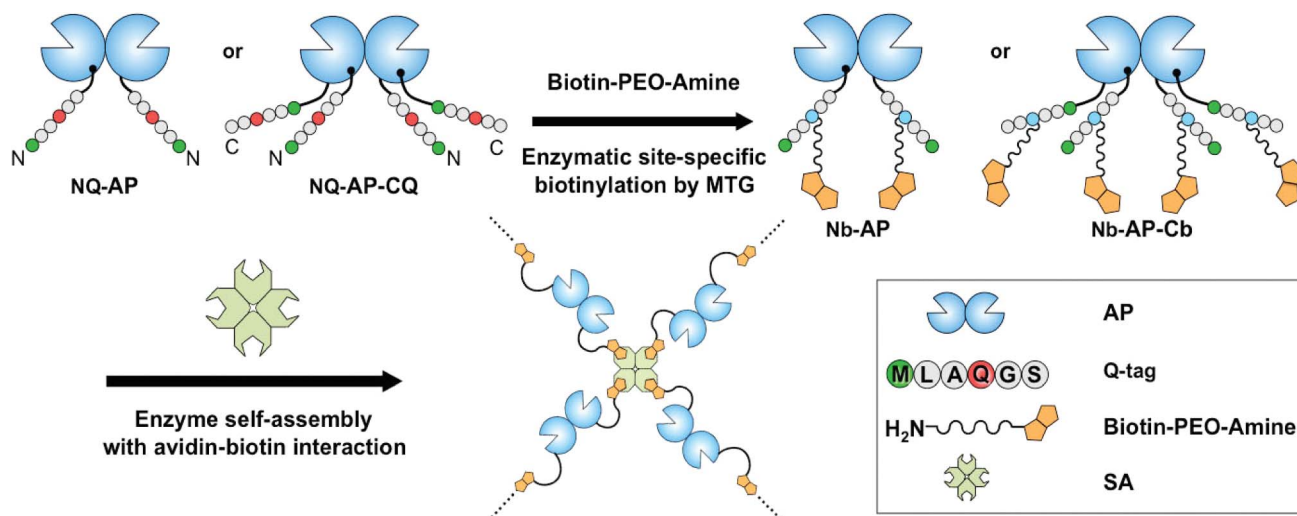 or
or
Biotin-PEO-Amine
N
N
C
N
N
C
Enzymatic site-specific
biotinylation by MTG
NQ-AP
NQ-AP-CQ
Nb-AP
Nb-AP-Cb
Enzyme self-assembly
with avidin-biotin interaction
AP
M L A Q G S
Q-tag
H2N
Biotin-PEO-Amine
SA